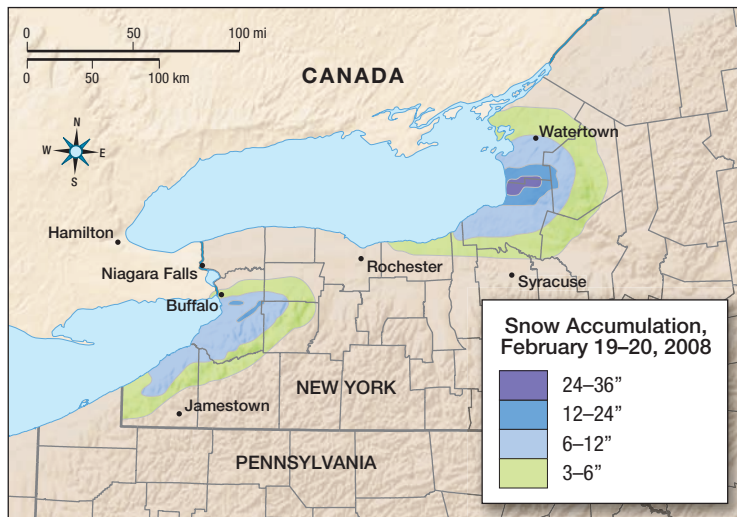 0 50 100 mi
0 50 100 km
CANADA
N
W E
S
Watertown
Hamilton
Niagara Falls
Rochester
Syracuse
Buffalo
Snow Accumulation,
February 19–20, 2008
24–36”
12–24”
6–12”
3–6”
NEW YORK
Jamestown
PENNSYLVANIA